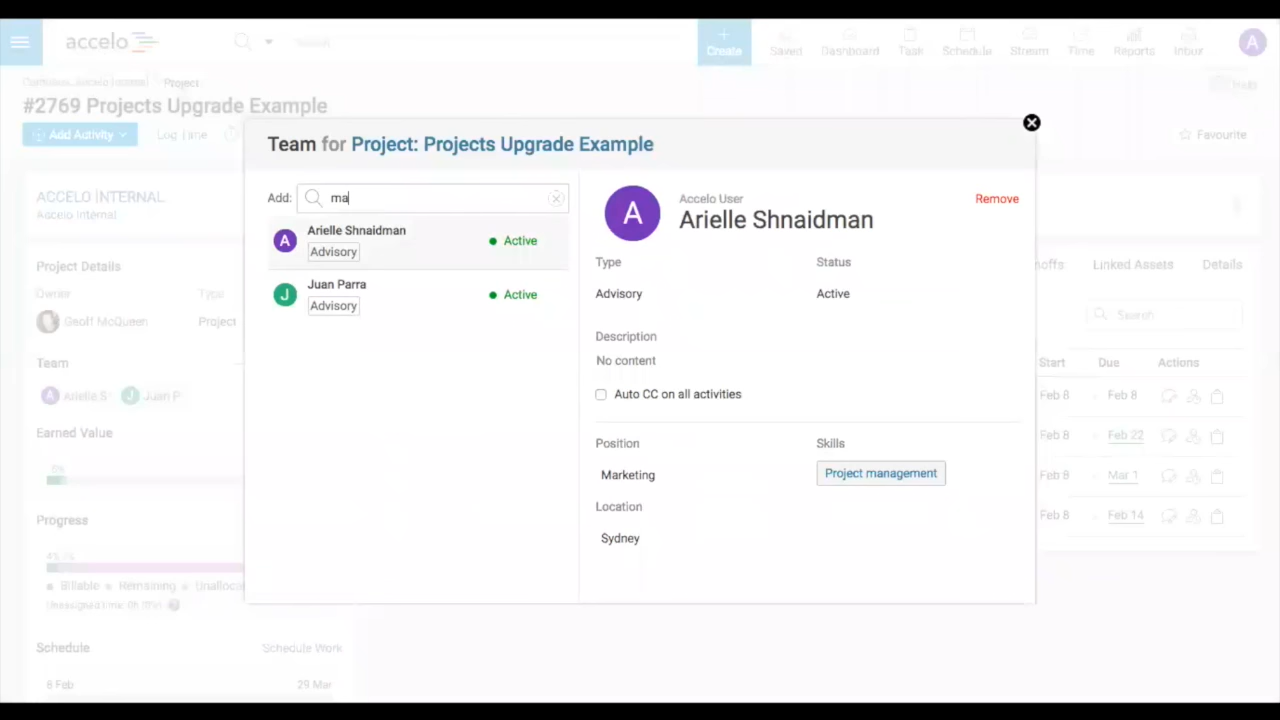 accelo
Create
Saved
Dashboard
Task
Schedule
Stream
Time
Reports
Inbox
A
Project
#2769 Projects Upgrade Example
Add Activity
Log Time
Favourite
Team for Project: Projects Upgrade Example
Add: ma
A
Arielle Shnaidman
Advisory
Active
J
Juan Parra
Advisory
Active
A
Accelo User
Arielle Shnaidman
Remove
Type
Status
Advisory
Active
Description
No content
Auto CC on all activities
Position
Skills
Marketing
Project management
Location
Sydney
ACCELO INTERNAL
Accelo Internal
Project Details
Owner
Type
Geoff McQueen
Project
Team
A Arielle S
J Juan P
Earned Value
Progress
Billable
Remaining
Schedule
Schedule Work
8 Feb
29 Mar
Linked Assets
Details
Search
Start
Due
Actions
Feb 8
Feb 8
Feb 8
Feb 22
Feb 8
Mar 1
Feb 8
Feb 14